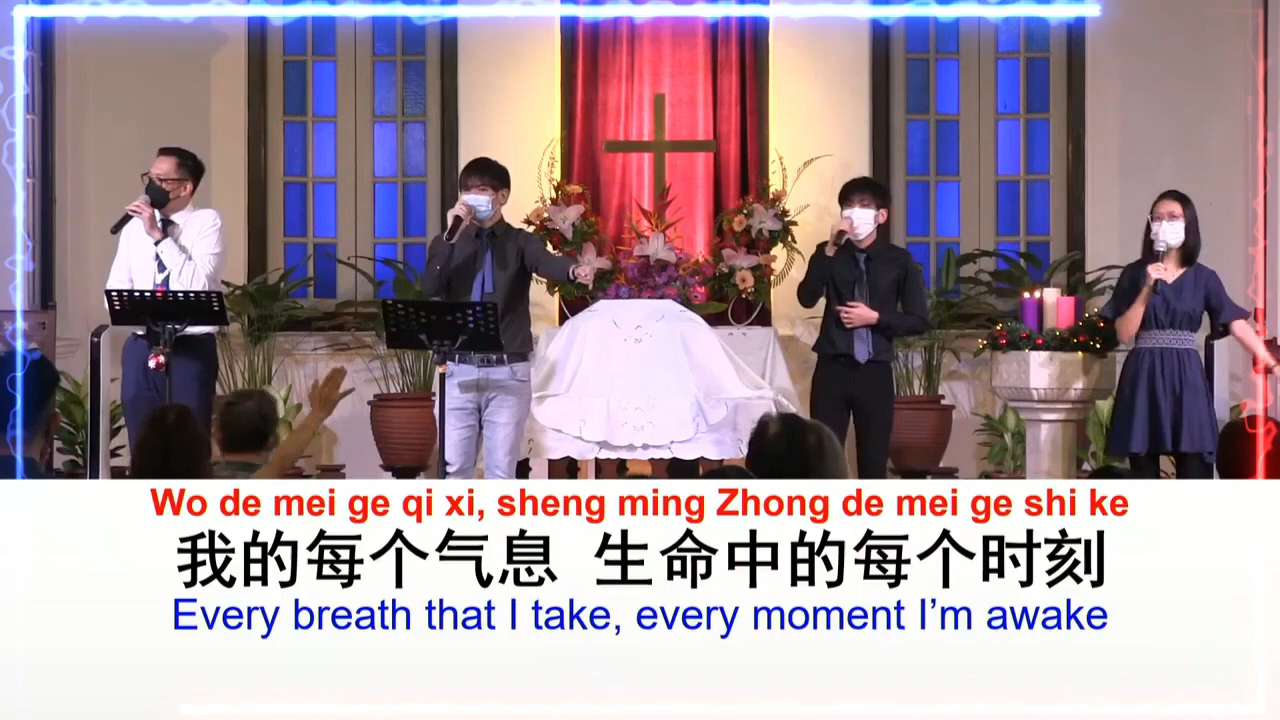 Wo de mei ge qi xi, sheng ming Zhong de mei ge shi ke
我的每个气息 生命中的每个时刻
Every breath that I take, every moment I’m awake